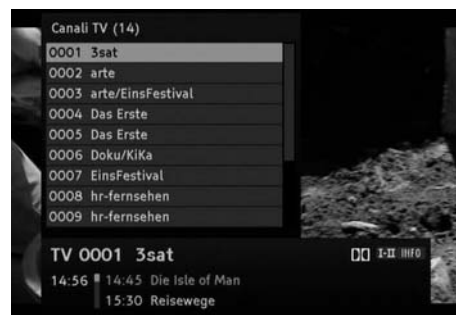 Canali TV (14)
0001 3sat
0002 arte
0003 arte/EinsFestival
0004 Das Erste
0005 Das Erste
0006 Doku/KiKa
0007 EinsFestival
0008 hr-fernsehen
0009 hr-fernsehen
TV 0001 3sat I-II INFO
14:56 14:45 Die Isle of Man
15:30 Reisewege